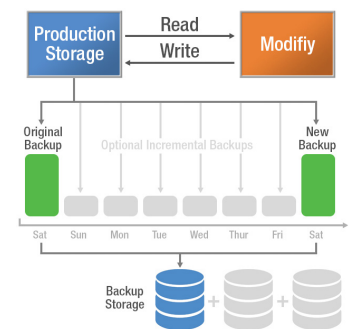 Production
Storage
Read
Write
Modifiy
Original
Backup
Optional Incremental Backups
New
Backup
Sat Sun Mon Tue Wed Thur Fri Sat
Backup
Storage
+ +